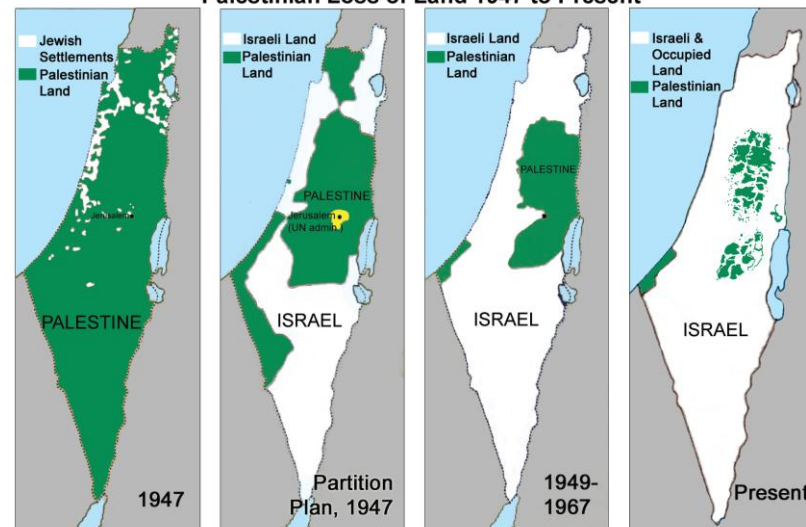 Palestinian Loss of Land 1947 to Present
Jewish
Settlements
Palestinian
Land
Jerusalem
PALESTINE
1947
Israeli Land
Palestinian
Land
PALESTINE
Jerusalem
(UN admin.)
ISRAEL
Partition
Plan, 1947
Israeli Land
Palestinian
Land
PALESTINE
ISRAEL
1949-
1967
Israeli &
Occupied
Land
Palestinian
Land
ISRAEL
Present